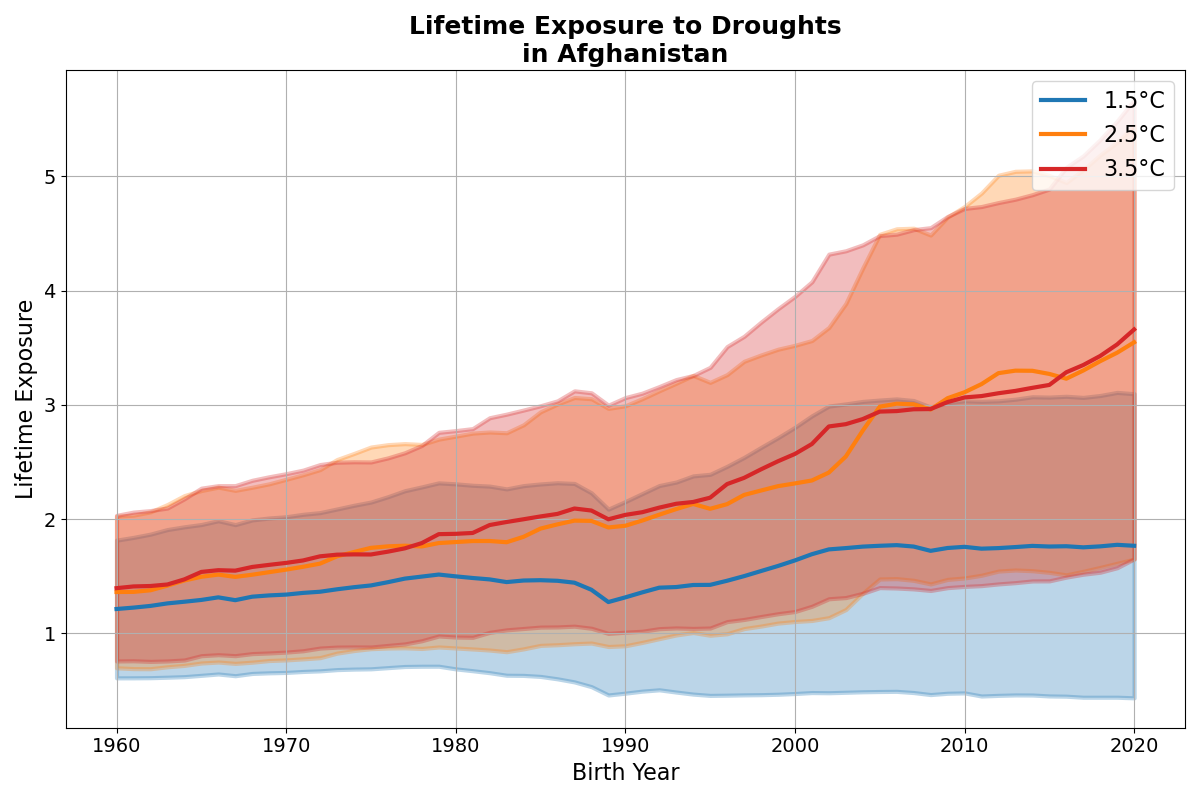 Lifetime Exposure to Droughts
in Afghanistan
1.5°C
2.5°C
3.5°C
Lifetime Exposure
5
4
3
2
1
1960 1970 1980 1990 2000 2010 2020
Birth Year